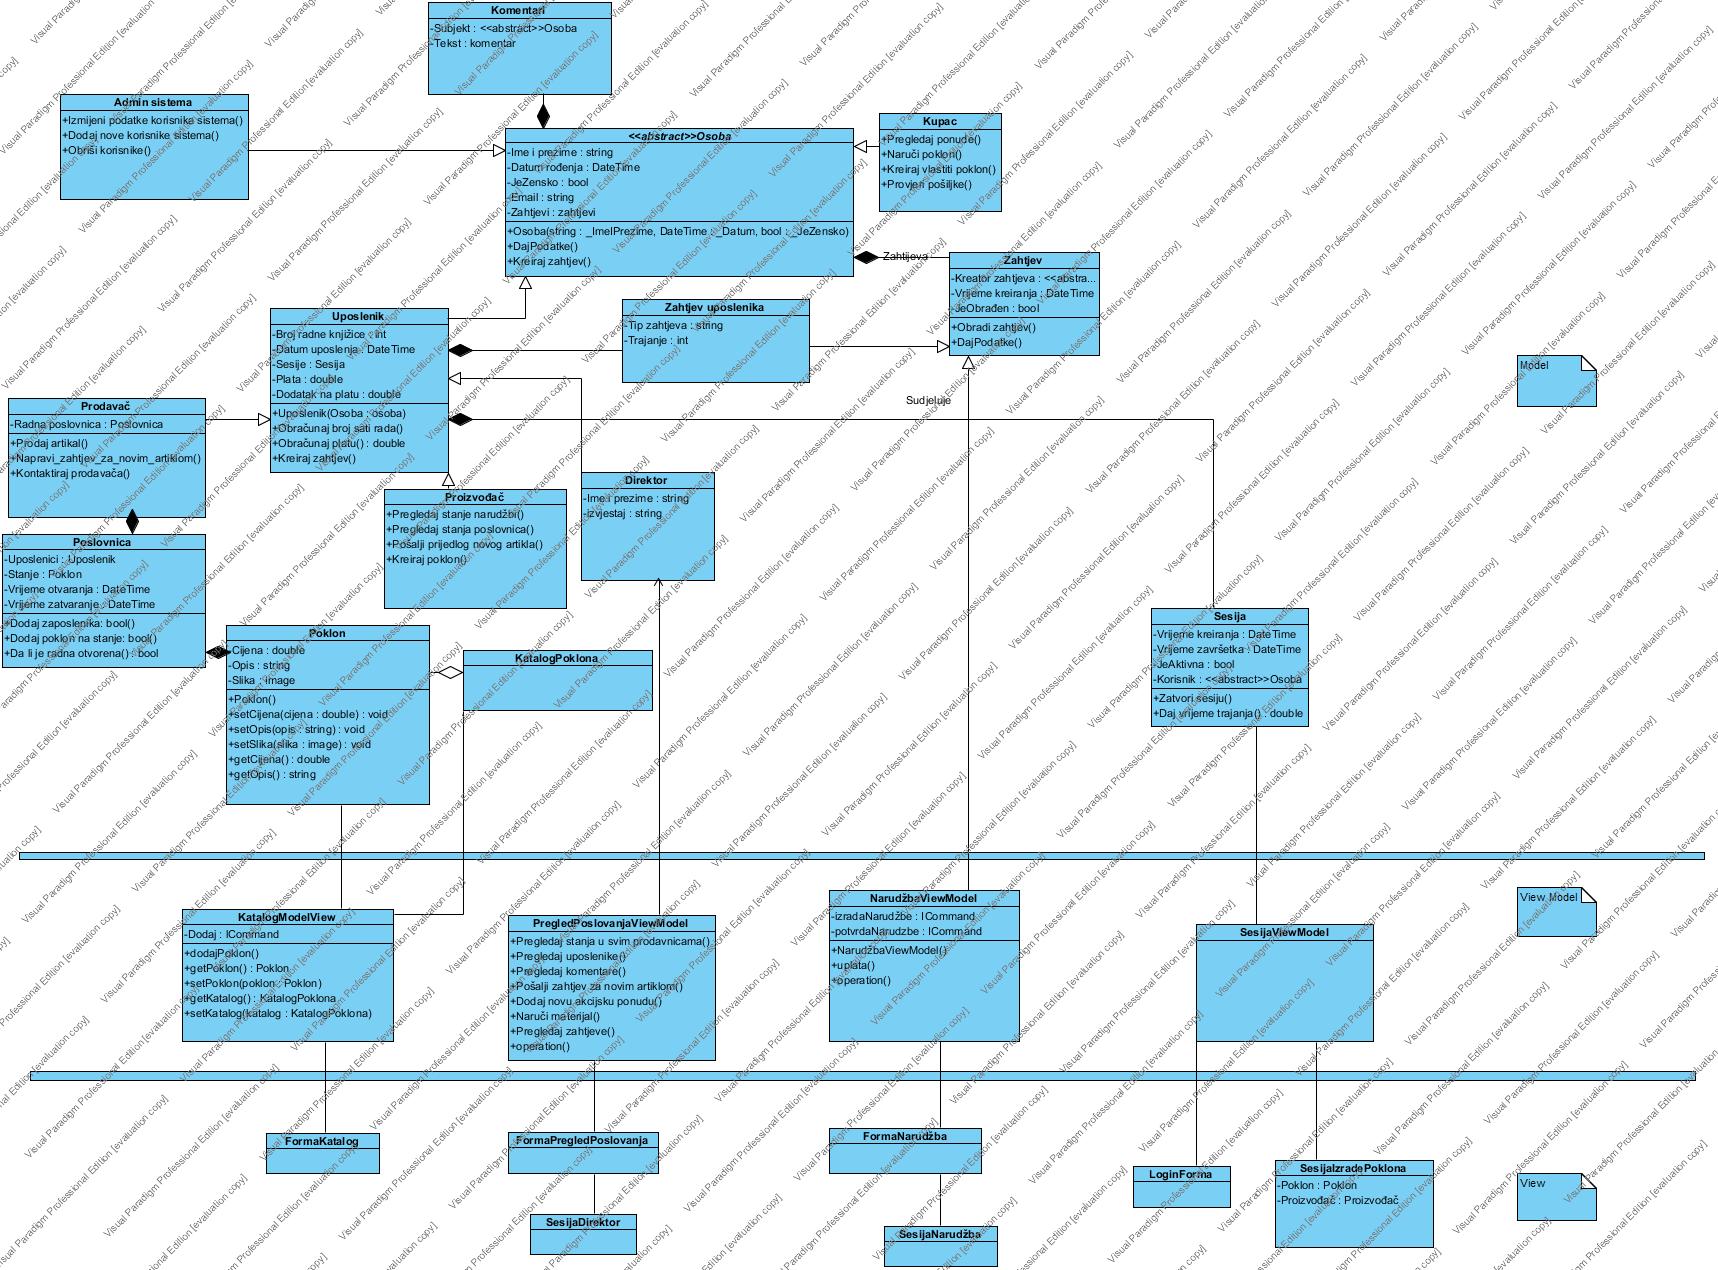 Komentari
-Subjekt : <<abstract>>Osoba
-Tekst : komentar
Admin sistema
+Izmijeni podatke korisnike sistema()
+Dodaj nove korisnike sistema()
+Obriši korisnike()
<<abstract>>Osoba
-Ime i prezime : string
-Datum rođenja : DateTime
-JeZensko : bool
-Email : string
-Zahtjevi : zahtjevi
+Osoba(string : _ImeIPrezime, DateTime : _Datum, bool : _JeZensko)
+DajPodatke()
+Kreiraj zahtjev()
Kupac
+Pregledaj ponude()
+Naruči poklon()
+Kreiraj vlastiti poklon()
+Provjeri pošiljke()
Zahtijeva
Zahtjev
-Kreator zahtjeva : <<abstra...
-Vrijeme kreiranja : DateTime
-JeObrađen : bool
+Obradi zahtjev()
+DajPodatke()
Uposlenik
-Broj radne knjižice : int
-Datum uposlenja : DateTime
-Sesije : Sesija
-Plata : double
-Dodatak na platu : double
+Uposlenik(Osoba : osoba)
+Obračunaj broj sati rada()
+Obračunaj platu() : double
+Kreiraj zahtjev()
Zahtjev uposlenika
-Tip zahtjeva : string
-Trajanje : int
Sudjeluje
Model
Prodavač
-Radna poslovnica : Poslovnica
+Prodaj artikal()
+Napravi_zahtjev_za_novim_artiklom()
+Kontaktiraj prodavača()
Proizvođač
+Pregledaj stanje narudžbi()
+Pregledaj stanja poslovnica()
+Pošalji prijedlog novog artikla()
+Kreiraj poklon()
Direktor
-Ime i prezime : string
-izvjestaj : string
Poslovnica
-Uposlenici : Uposlenik
-Stanje : Poklon
-Vrijeme otvaranja : DateTime
-Vrijeme zatvaranje : DateTime
+Dodaj zaposlenika: bool()
+Dodaj poklon na stanje: bool()
+Da li je radna otvorena() : bool
Poklon
-Cijena : double
-Opis : string
-Slika : image
+Poklon()
+setCijena(cijena : double) : void
+setOpis(opis : string) : void
+setSlika(slika : image) : void
+getCijena() : double
+getOpis() : string
KatalogPoklona
Sesija
-Vrijeme kreiranja : DateTime
-Vrijeme završetka : DateTime
-JeAktivna : bool
-Korisnik : <<abstract>>Osoba
+Zatvori sesiju()
+Daj vrijeme trajanja() : double
KatalogModelView
-Dodaj : ICommand
+dodajPoklon()
+getPoklon() : Poklon
+setPoklon(poklon : Poklon)
+getKatalog() : KatalogPoklona
+setKatalog(katalog : KatalogPoklona)
PregledPoslovanjaViewModel
+Pregledaj stanja u svim prodavnicama()
+Pregledaj uposlenike()
+Pregledaj komentare()
+Pošalji zahtjev za novim artiklom()
+Dodaj novu akcijsku ponudu()
+Naruči materijal()
+Pregledaj zahtjeve()
+operation()
NarudžbaViewModel
-izradaNarudžbe : ICommand
-potvrdaNarudzbe : ICommand
+NarudžbaViewModel()
+uplata()
+operation()
SesijaViewModel
View Model
FormaKatalog
FormaPregledPoslovanja
FormaNarudžba
LoginForma
SesijaIzradePoklona
-Poklon : Poklon
-Proizvođač : Proizvođač
View
SesijaDirektor
SesijaNarudžba
Visual Paradigm Professional Edition [evaluation copy]